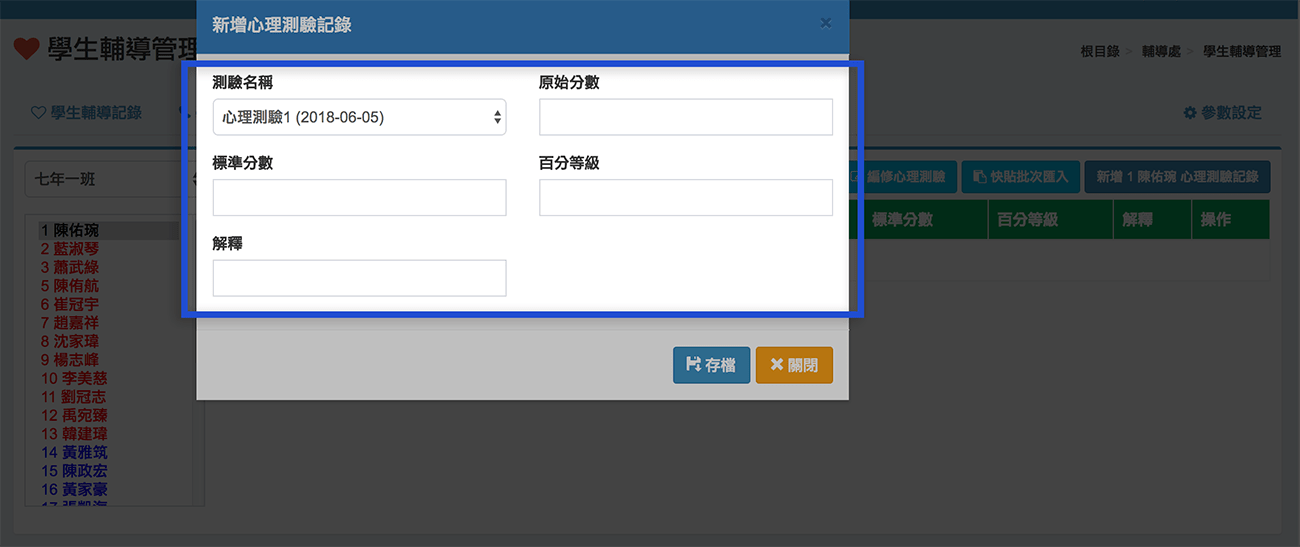 新增心理測驗記錄
×
學生輔導管理
根目錄 > 輔導處 > 學生輔導管理
學生輔導記錄
參數設定
測驗名稱
原始分數
心理測驗1 (2018-06-05)
標準分數
百分等級
解釋
存檔
關閉
七年一班
編修心理測驗
快貼批次匯入
新增 1 陳佑琬 心理測驗記錄
標準分數
百分等級
解釋
操作
1 陳佑琬
2 藍淑琴
3 蕭武綠
5 陳侑航
6 崔冠宇
7 趙嘉祥
8 沈家瑋
9 楊志峰
10 李美慈
11 劉冠志
12 禹宛臻
13 韓建瑋
14 黃雅筑
15 陳政宏
16 黃家豪